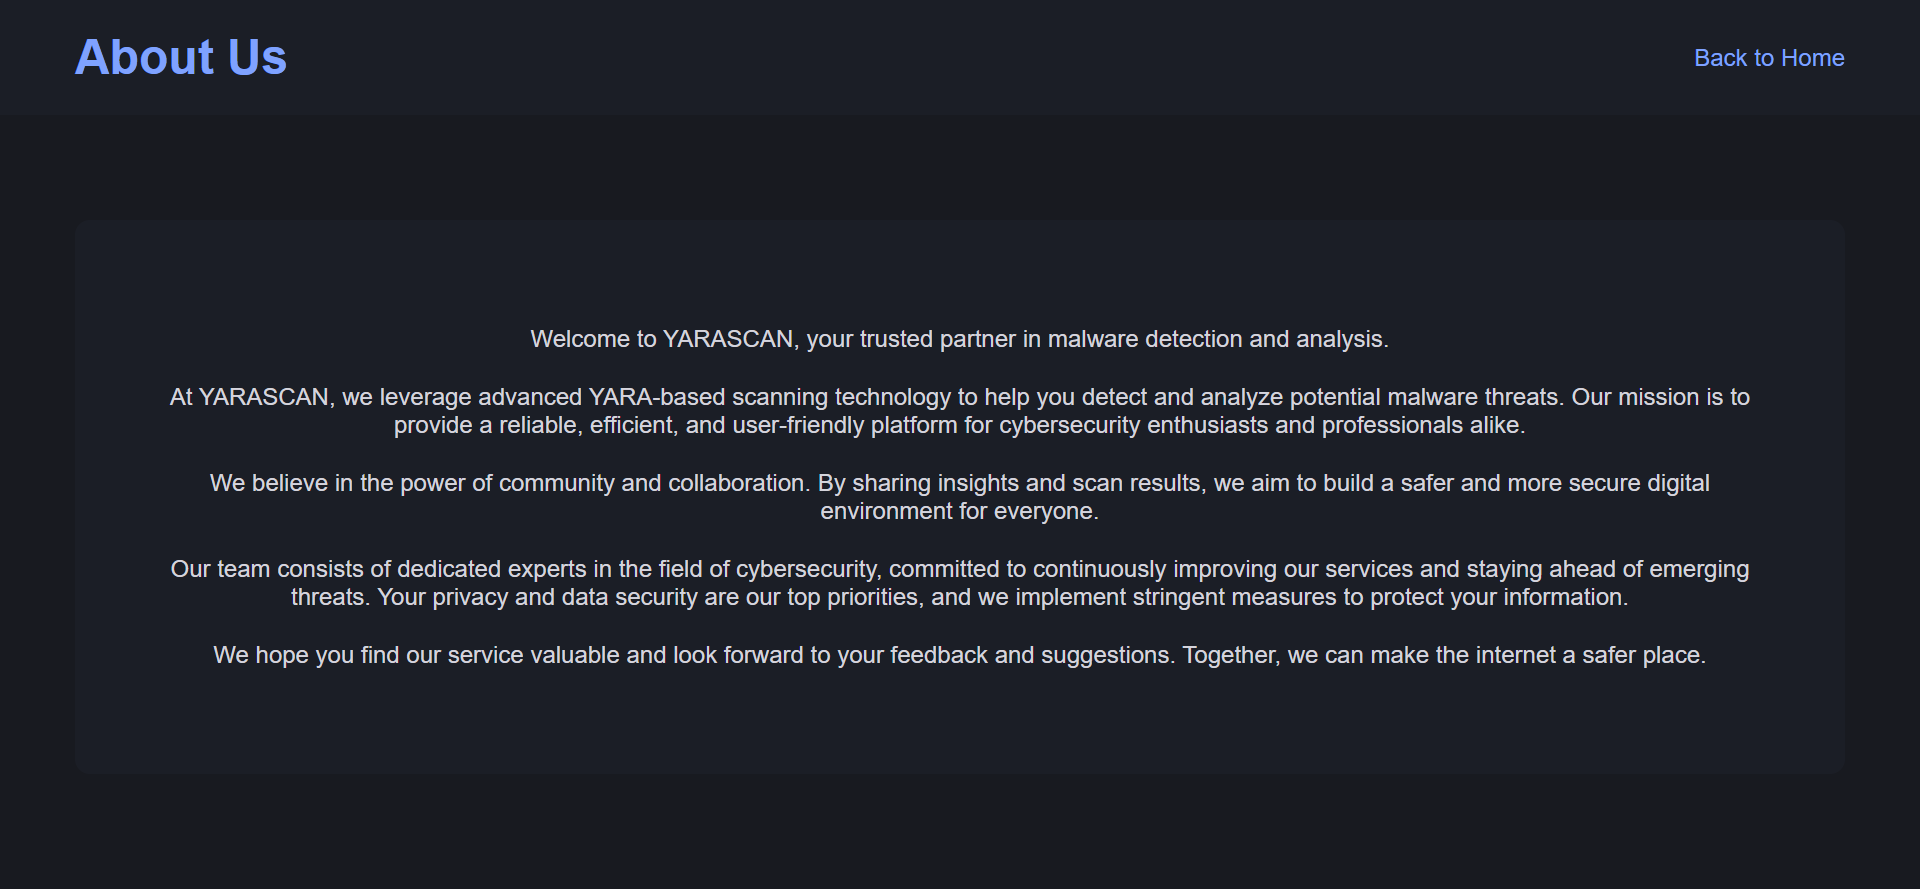 About Us
Back to Home
Welcome to YARASCAN, your trusted partner in malware detection and analysis.
At YARASCAN, we leverage advanced YARA-based scanning technology to help you detect and analyze potential malware threats. Our mission is to
provide a reliable, efficient, and user-friendly platform for cybersecurity enthusiasts and professionals alike.
We believe in the power of community and collaboration. By sharing insights and scan results, we aim to build a safer and more secure digital
environment for everyone.
Our team consists of dedicated experts in the field of cybersecurity, committed to continuously improving our services and staying ahead of emerging
threats. Your privacy and data security are our top priorities, and we implement stringent measures to protect your information.
We hope you find our service valuable and look forward to your feedback and suggestions. Together, we can make the internet a safer place.